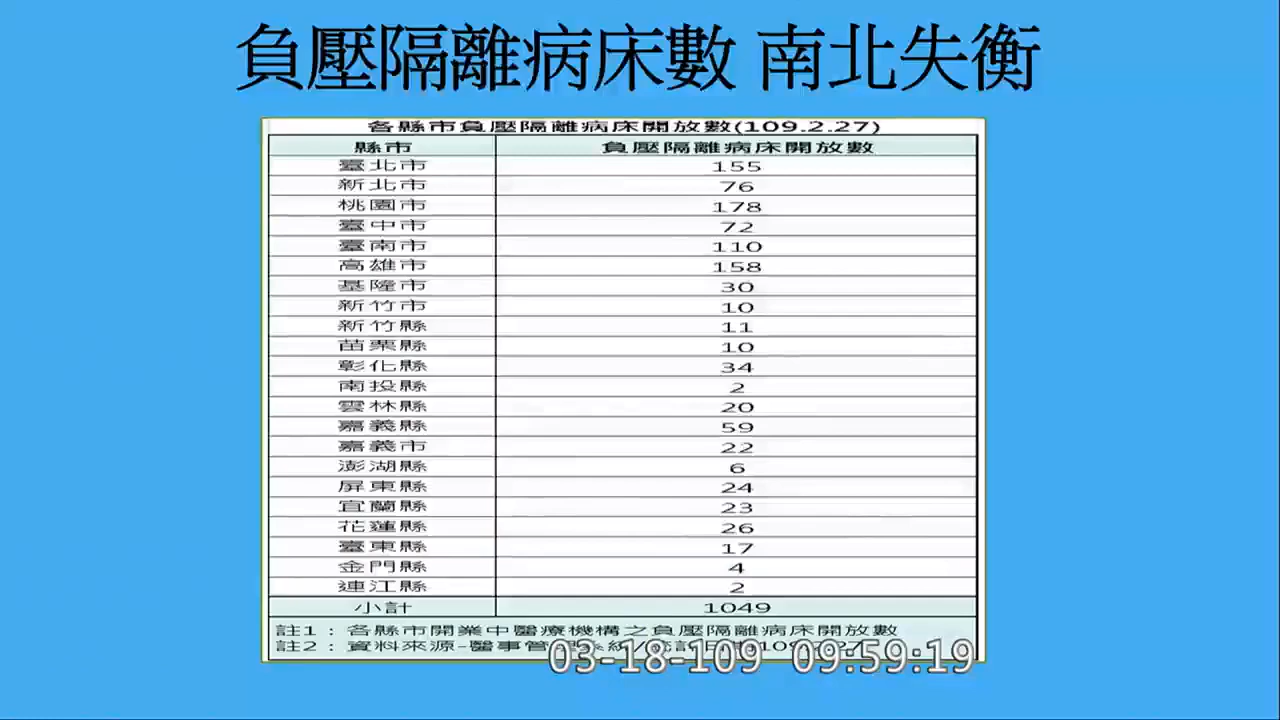 負壓隔離病床數 南北失衡
各縣市負壓隔離病床開放數(109.2.27)
縣市 負壓隔離病床開放數
臺北市 155
新北市 76
桃園市 178
臺中市 72
臺南市 110
高雄市 158
基隆市 30
新竹市 10
新竹縣 11
苗栗縣 10
彰化縣 34
南投縣 2
雲林縣 20
嘉義縣 59
嘉義市 22
澎湖縣 6
屏東縣 24
宜蘭縣 23
花蓮縣 26
臺東縣 17
金門縣 4
連江縣 2
小計 1049
註1：各縣市開業中醫療機構之負壓隔離病床開放數
註2：資料來源-醫事管
03-18-109 09:59:19